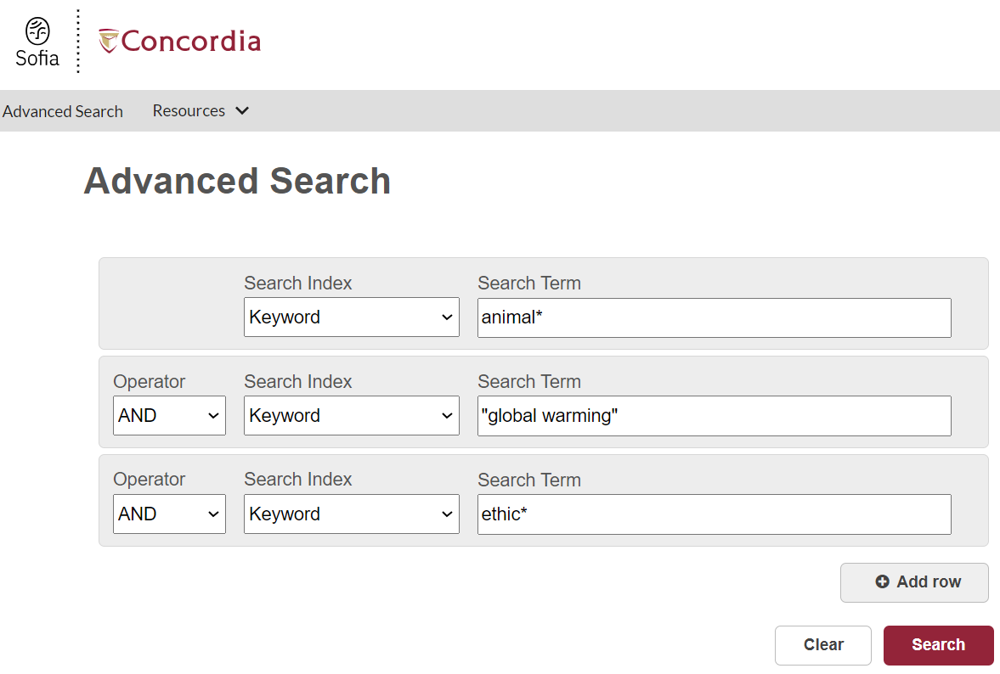 Sofia
Concordia
Advanced Search Resources
Advanced Search
Search Index Search Term
Keyword animal*
Operator Search Index Search Term
AND Keyword "global warming"
Operator Search Index Search Term
AND Keyword ethic*
Add row
Clear Search